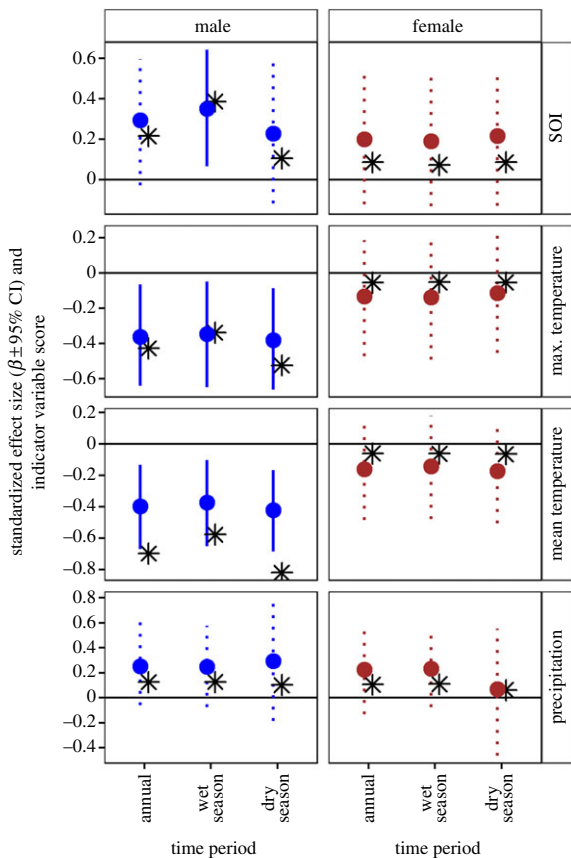 male
female
0.6
0.4
0.2
0
SOI
0.2
0
–0.2
–0.4
–0.6
max. temperature
0.2
0
–0.2
–0.4
–0.6
–0.8
mean temperature
0.8
0.6
0.4
0.2
0
–0.2
–0.4
precipitation
standardized effect size (β±95% CI) and
indicator variable score
annual
wet
season
dry
season
annual
wet
season
dry
season
time period
time period